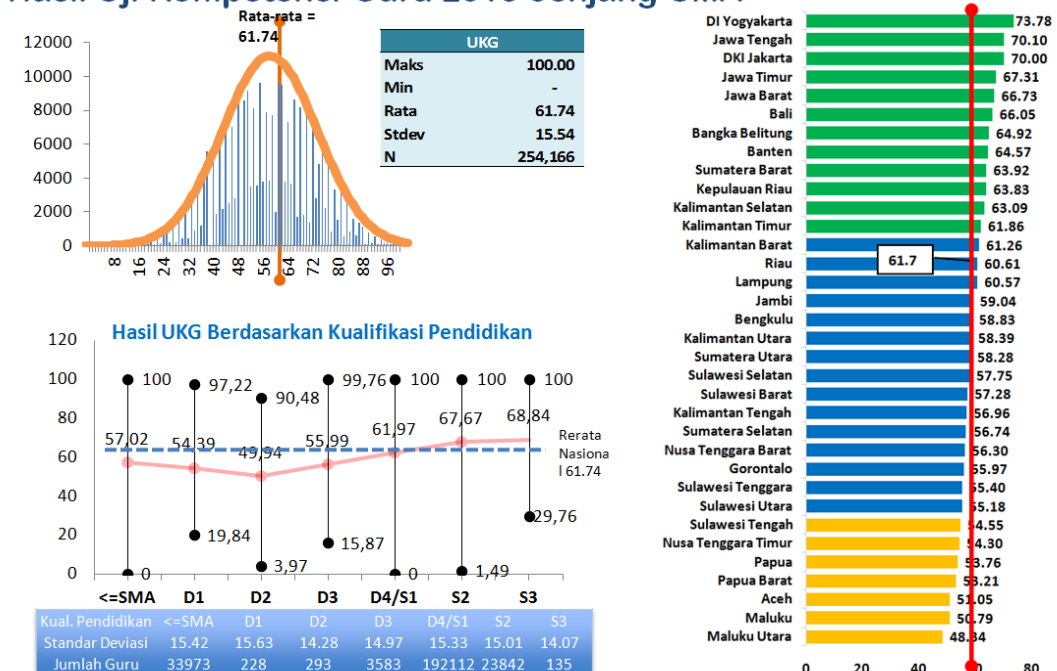 Rata-rata =
61.74
12000
10000
8000
6000
4000
2000
0
8 16 24 32 40 48 56 64 72 80 88 96
UKG
Maks 100.00
Min -
Rata 61.74
Stdev 15.54
N 254,166
Hasil UKG Berdasarkan Kualifikasi Pendidikan
120
100
80
60
40
20
0
100 97,22 90,48 99,76 100 100 100
57,02 54,39 49,94 55,99 61,97 67,67 68,84
0 19,84 3,97 15,87 0 1,49 29,76
Rerata
Nasiona
l 61.74
<=SMA D1 D2 D3 D4/S1 S2 S3
Kual. Pendidikan <=SMA D1 D2 D3 D4/S1 S2 S3
Standar Deviasi 15.42 15.63 14.28 14.97 15.33 15.01 14.07
Jumlah Guru 33973 228 293 3583 192112 23842 135
DI Yogyakarta 73.78
Jawa Tengah 70.10
DKI Jakarta 70.00
Jawa Timur 67.31
Jawa Barat 66.73
Bali 66.05
Bangka Belitung 64.92
Banten 64.57
Sumatera Barat 63.92
Kepulauan Riau 63.83
Kalimantan Selatan 63.09
Kalimantan Timur 61.86
Kalimantan Barat 61.26
Riau 61.7 60.61
Lampung 60.57
Jambi 59.04
Bengkulu 58.83
Kalimantan Utara 58.39
Sumatera Utara 58.28
Sulawesi Selatan 57.75
Sulawesi Barat 57.28
Kalimantan Tengah 56.96
Sumatera Selatan 56.74
Nusa Tenggara Barat 56.30
Gorontalo 55.97
Sulawesi Tenggara 55.40
Sulawesi Utara 55.18
Sulawesi Tengah 54.55
Nusa Tenggara Timur 54.30
Papua 53.76
Papua Barat 53.21
Aceh 51.05
Maluku 50.79
Maluku Utara 48.34
0 20 40 60 80